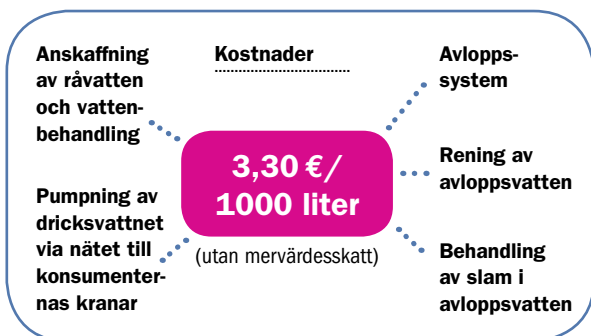 Kostnader
Anskaffning
av råvatten
och vatten-
behandling
Pumpning av
dricksvattnet
via nätet till
konsumenter-
nas kranar
3,30 €/
1000 liter
(utan mervärdesskatt)
Avlopps-
system
Rening av
avloppsvatten
Behandling
av slam i
avloppsvatten